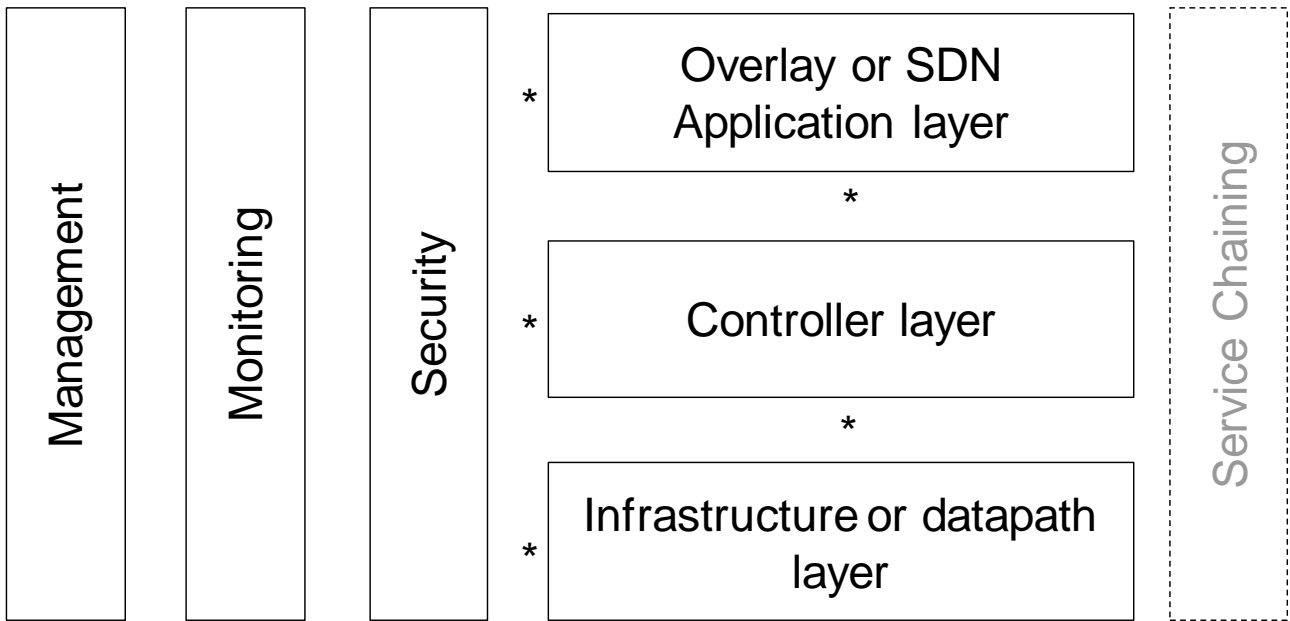 Management
Monitoring
Security
*
Overlay or SDN
Application layer
*
*
Controller layer
*
*
Infrastructure or datapath
layer
Service Chaining